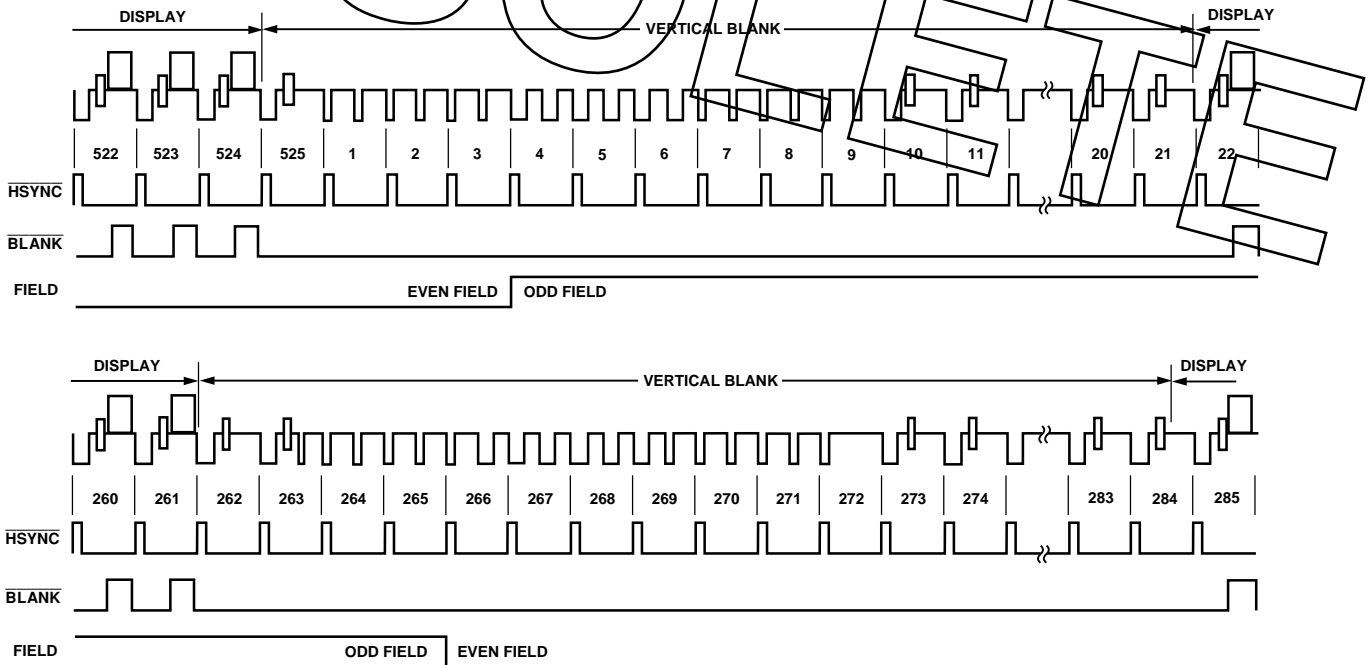 DISPLAY VERTICAL BLANK DISPLAY
522 523 524 525 1 2 3 4 5 6 7 8 9 10 11 20 21 22
HSYNC
BLANK
FIELD EVEN FIELD ODD FIELD
DISPLAY VERTICAL BLANK DISPLAY
260 261 262 263 264 265 266 267 268 269 270 271 272 273 274 283 284 285
HSYNC
BLANK
FIELD ODD FIELD EVEN FIELD